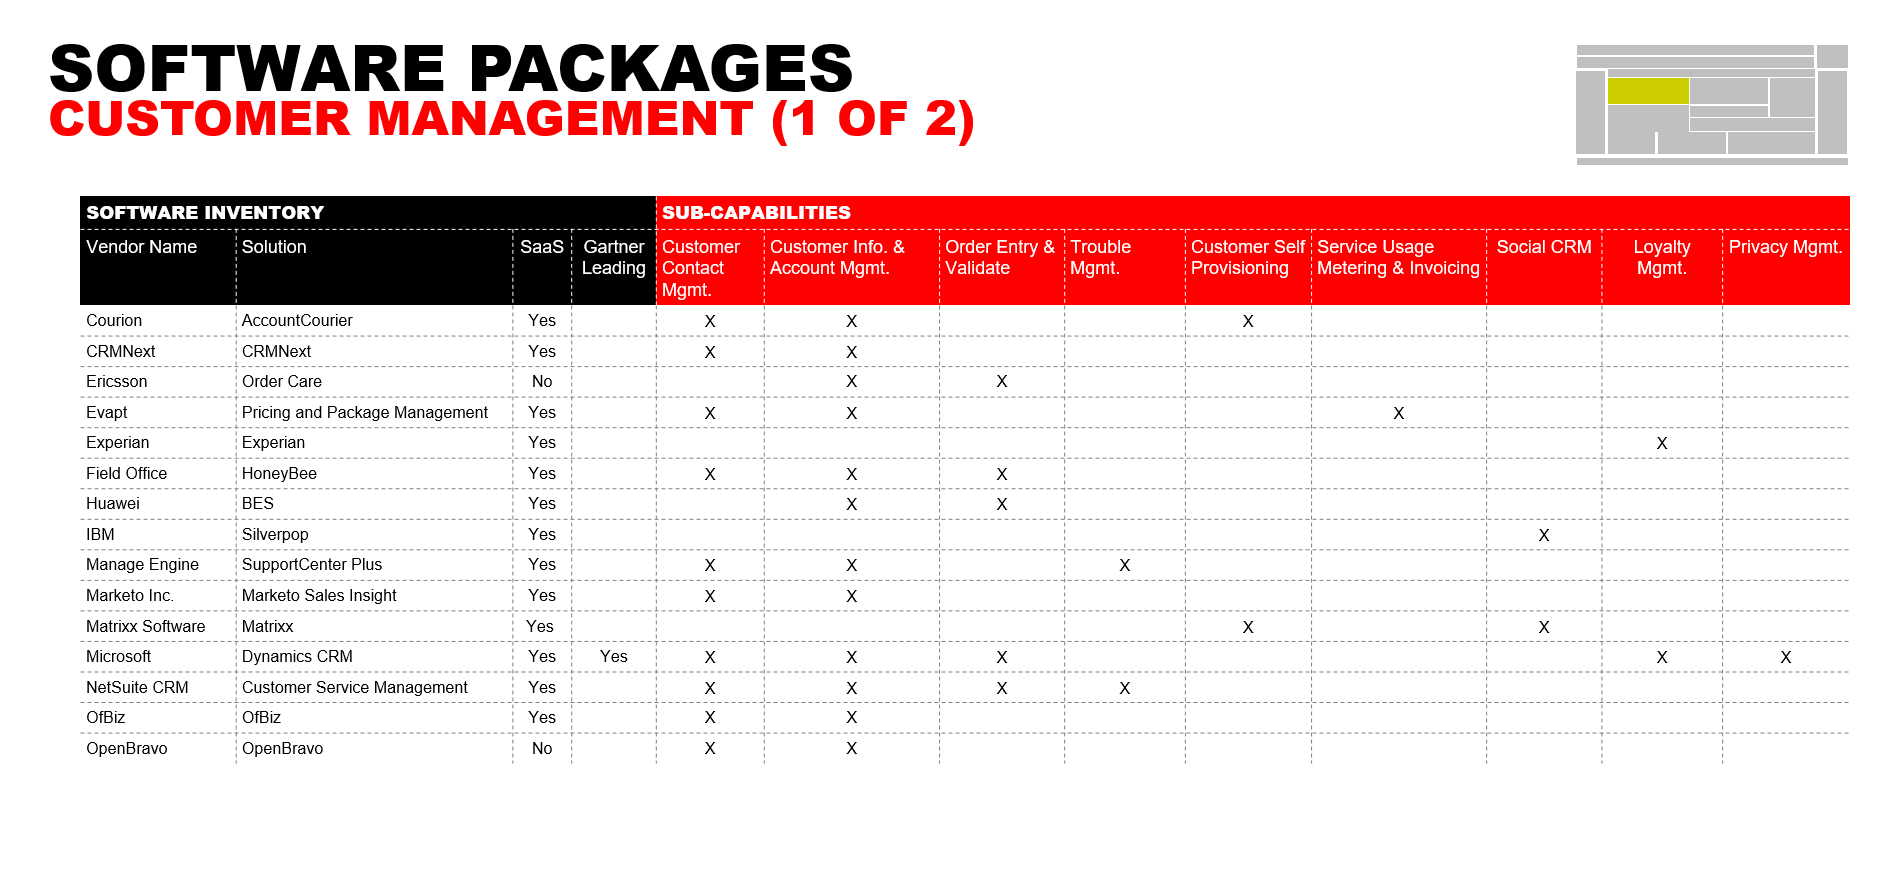 SOFTWARE PACKAGES
CUSTOMER MANAGEMENT (1 OF 2)
SOFTWARE INVENTORY SUB-CAPABILITIES
Vendor Name Solution SaaS Gartner Leading Customer Contact Mgmt. Customer Info. & Account Mgmt. Order Entry & Validate Trouble Mgmt. Customer Self Provisioning Service Usage Metering & Invoicing Social CRM Loyalty Mgmt. Privacy Mgmt.
Courion AccountCourier Yes X X X
CRMNext CRMNext Yes X X
Ericsson Order Care No X X
Evapt Pricing and Package Management Yes X X X
Experian Experian Yes X
Field Office HoneyBee Yes X X X
Huawei BES Yes X X
IBM Silverpop Yes X
Manage Engine SupportCenter Plus Yes X X X
Marketo Inc. Marketo Sales Insight Yes X X
Matrixx Software Matrixx Yes X X
Microsoft Dynamics CRM Yes Yes X X X X X
NetSuite CRM Customer Service Management Yes X X X X
OfBiz OfBiz Yes X X
OpenBravo OpenBravo No X X